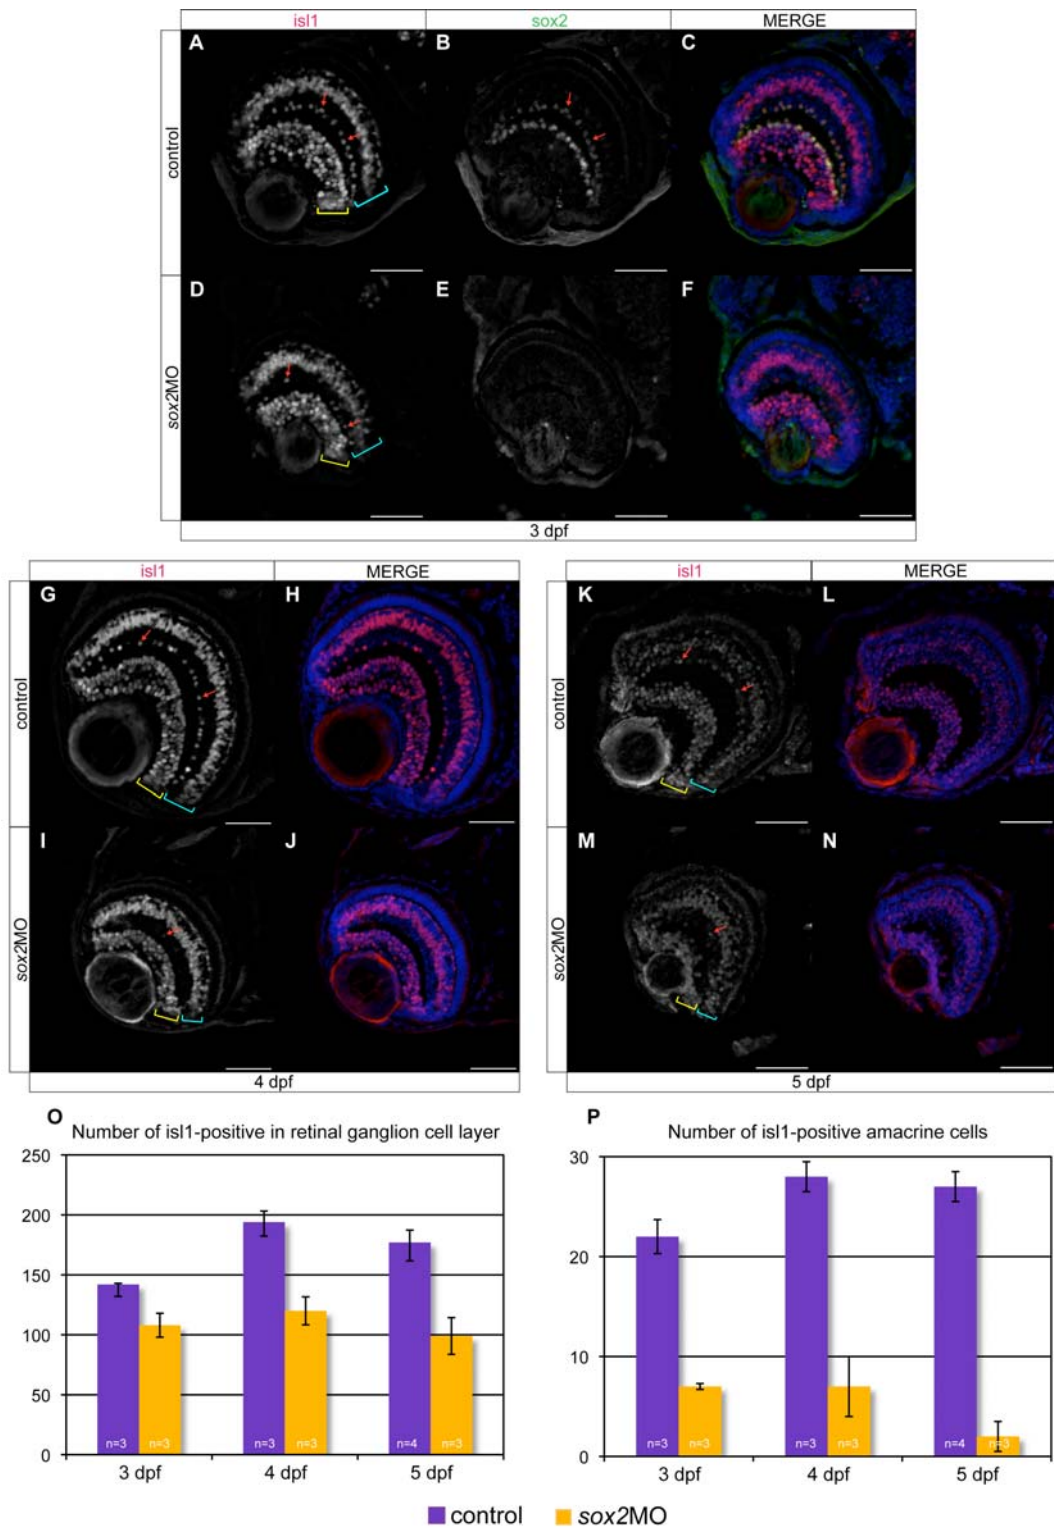 isl1 sox2 MERGE
control
A B C
sox2MO
D E F
3 dpf
isl1 MERGE
control
G H
sox2MO
I J
4 dpf
isl1 MERGE
control
K L
sox2MO
M N
5 dpf
O
Number of isl1-positive in retinal ganglion cell layer
250
200
150
100
50
0
n=3 n=3 n=3 n=3 n=4 n=3
3 dpf 4 dpf 5 dpf
P
Number of isl1-positive amacrine cells
30
20
10
0
n=3 n=3 n=3 n=3 n=4 n=3
3 dpf 4 dpf 5 dpf
control sox2MO